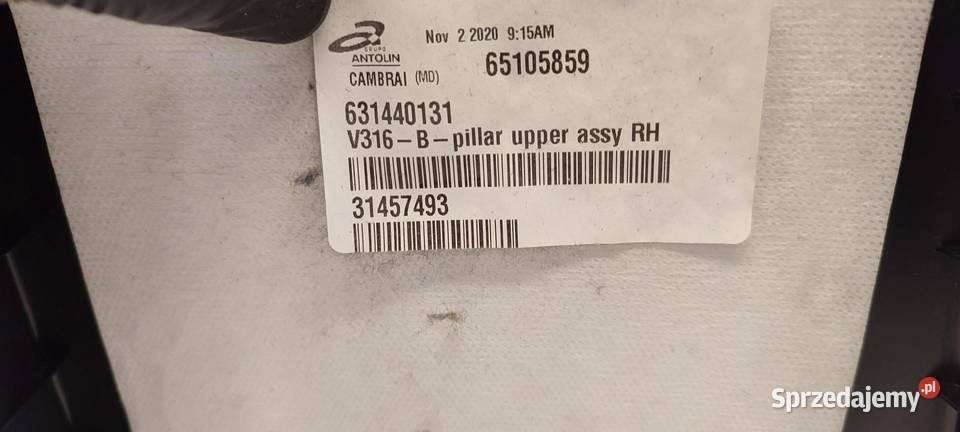 Nov 2 2020 9:15AM
GRUPO
ANTOLIN
65105859
CAMBRAI (MD)
631440131
V316-B-pillar upper assy RH
31457493
Sprzedajemy.pl